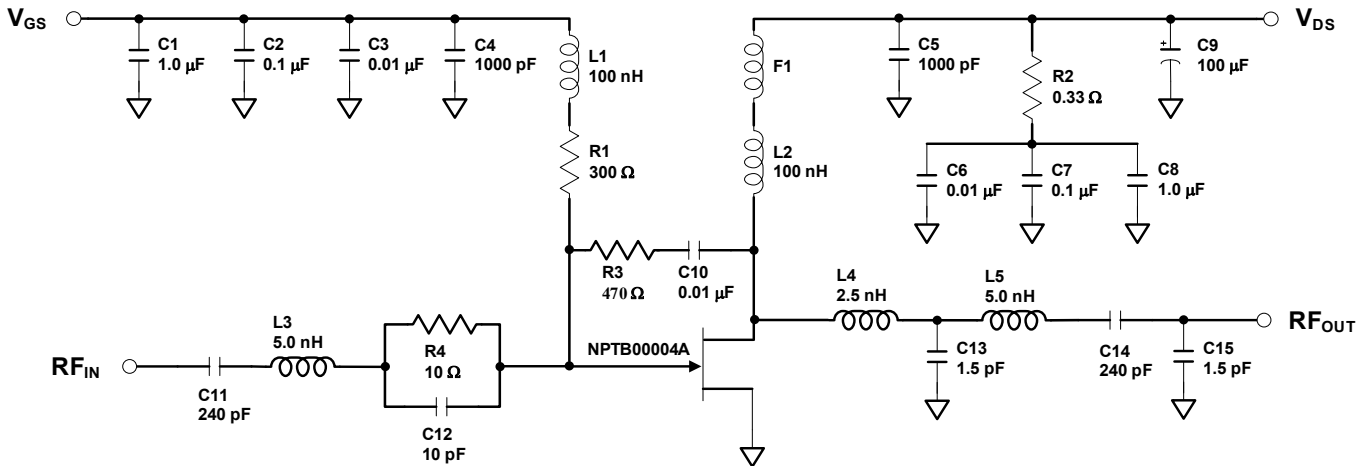 V_GS
C1
1.0 μF
C2
0.1 μF
C3
0.01 μF
C4
1000 pF
L1
100 nH
F1
C5
1000 pF
R2
0.33 Ω
+
C9
100 μF
V_DS
R1
300 Ω
L2
100 nH
C6
0.01 μF
C7
0.1 μF
C8
1.0 μF
R3
470 Ω
C10
0.01 μF
L4
2.5 nH
L5
5.0 nH
RF_OUT
C13
1.5 pF
C14
240 pF
C15
1.5 pF
RF_IN
C11
240 pF
L3
5.0 nH
R4
10 Ω
C12
10 pF
NPTB00004A